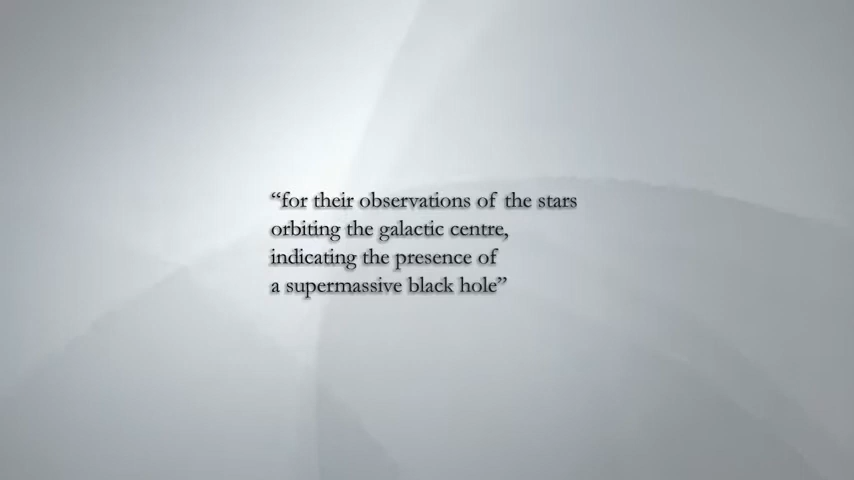 “for their observations of the stars
orbiting the galactic centre,
indicating the presence of
a supermassive black hole”